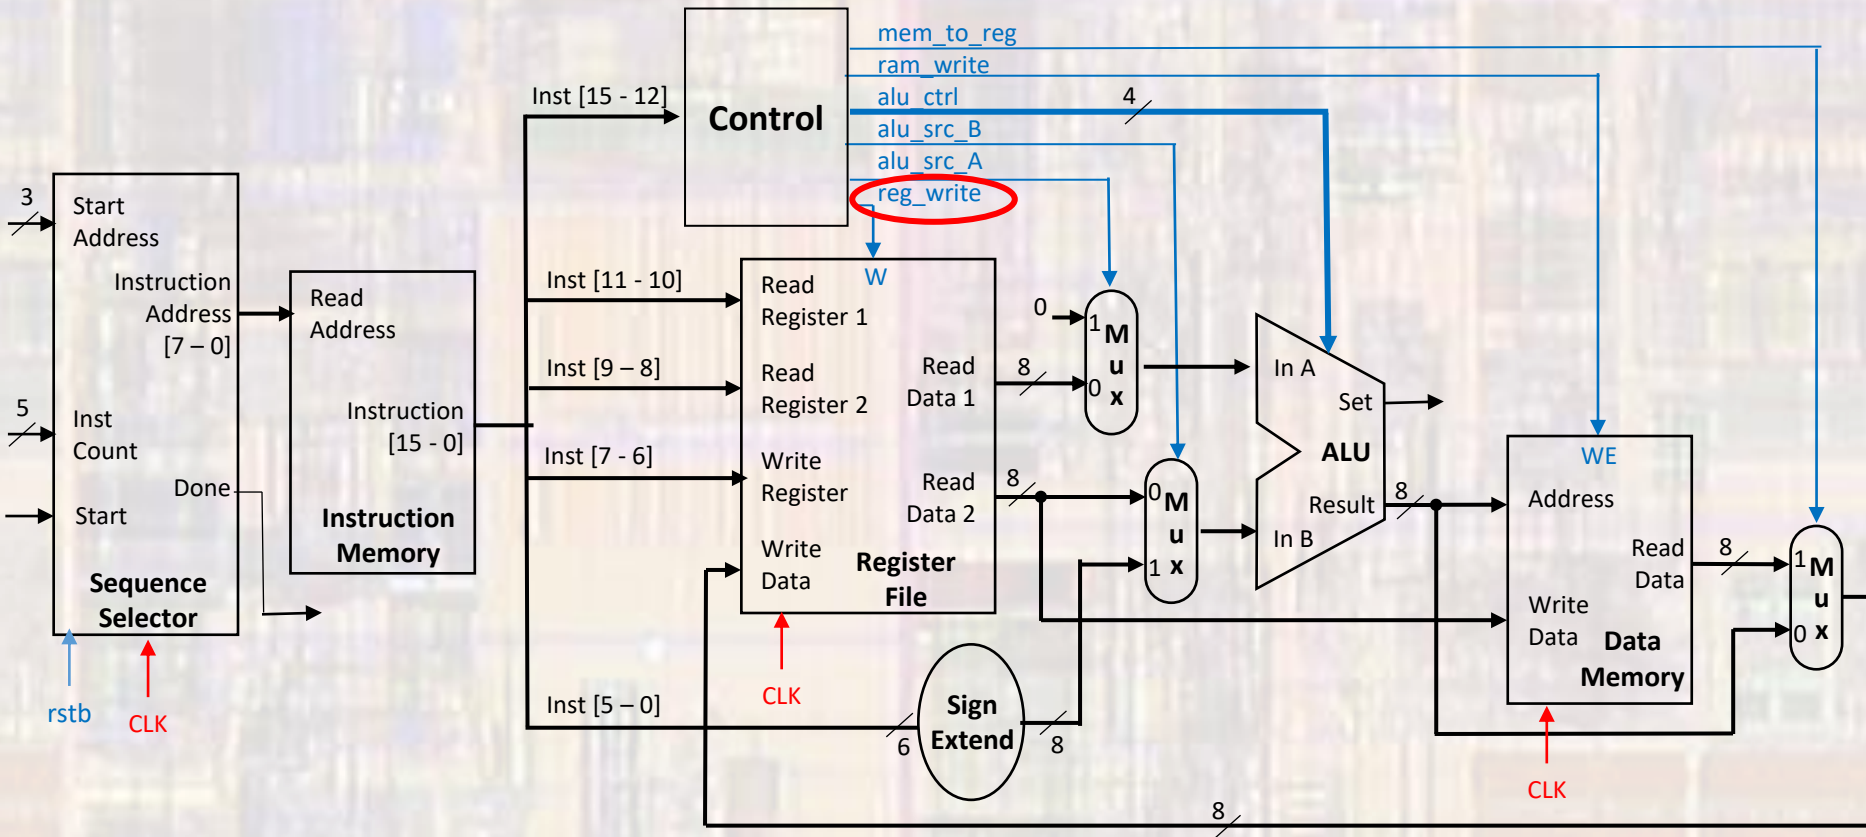 mem_to_reg
ram_write
alu_ctrl
4
alu_src_B
alu_src_A
reg_write
Inst [15 - 12]
Control
3
Start
Address
Instruction
Address
[7 – 0]
5
Inst
Count
Done
Start
Sequence
Selector
rstb
CLK
Read
Address
Instruction
[15 - 0]
Instruction
Memory
Inst [11 - 10]
Inst [9 – 8]
Inst [7 - 6]
Inst [5 – 0]
W
Read
Register 1
Read
Register 2
Read
Data 1
Write
Register
Read
Data 2
Write
Data
Register
File
CLK
6
Sign
Extend
8
8
8
0
1
0
M
u
x
0
1
M
u
x
In A
Set
ALU
Result
In B
8
WE
Address
Read
Data
Write
Data
Data
Memory
CLK
8
1
0
M
u
x
8